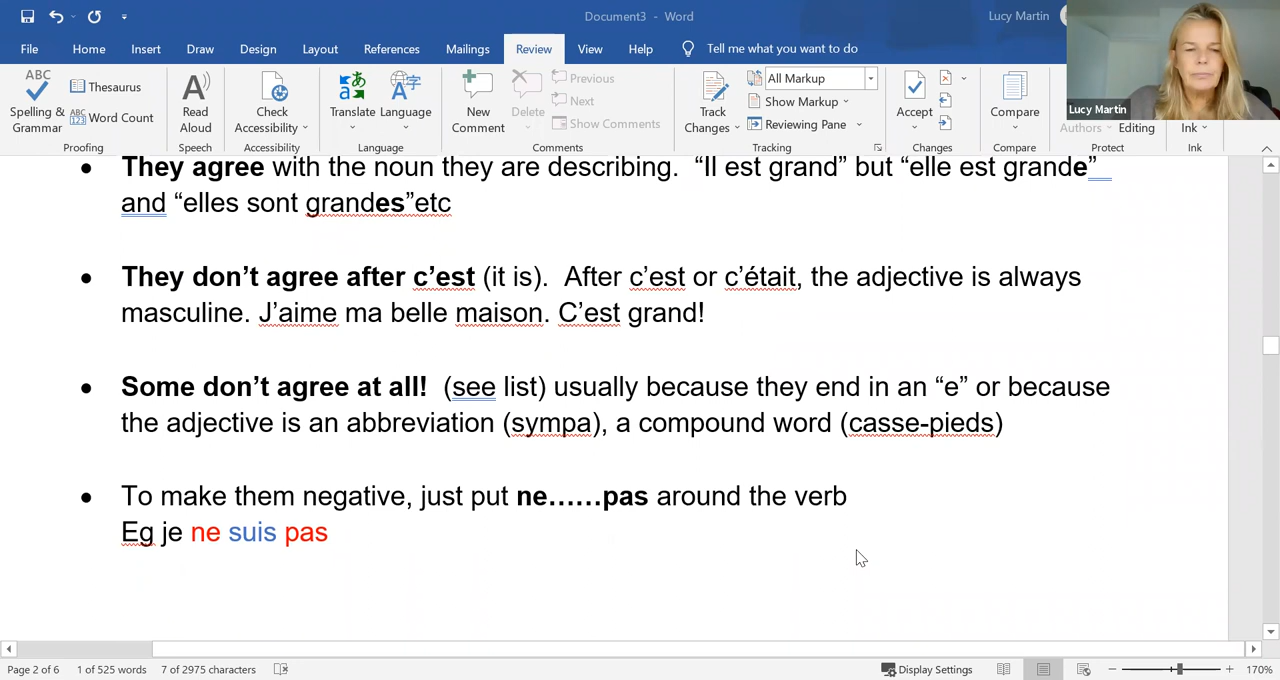 Document3 - Word
Lucy Martin
File Home Insert Draw Design Layout References Mailings Review View Help Tell me what you want to do
ABC
Spelling & Grammar
Thesaurus
ABC 123 Word Count
Proofing
Read Aloud
Speech
Check Accessibility
Accessibility
Translate Language
Language
New Comment
Delete
Previous
Next
Show Comments
Comments
Track Changes
All Markup
Show Markup
Reviewing Pane
Tracking
Accept
Changes
Compare
Compare
Authors Editing
Protect
Ink
Ink
Lucy Martin
• They agree with the noun they are describing. “Il est grand” but “elle est grande”
and “elles sont grandes”etc
• They don’t agree after c’est (it is). After c’est or c’était, the adjective is always
masculine. J’aime ma belle maison. C’est grand!
• Some don’t agree at all! (see list) usually because they end in an “e” or because
the adjective is an abbreviation (sympa), a compound word (casse-pieds)
• To make them negative, just put ne……pas around the verb
Eg je ne suis pas
Page 2 of 6 1 of 525 words 7 of 2975 characters Display Settings 170%